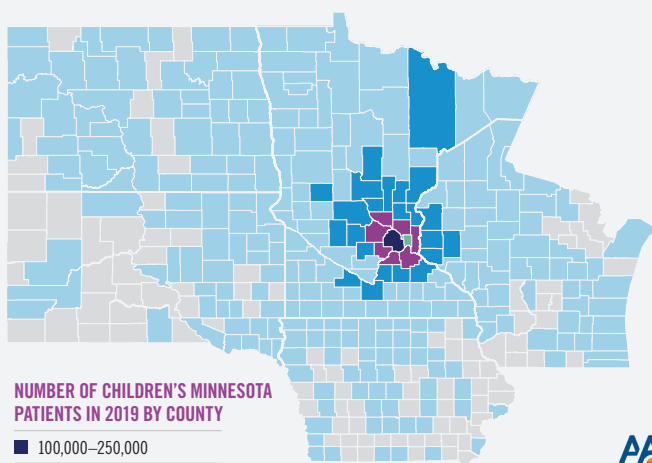 NUMBER OF CHILDREN'S MINNESOTA
PATIENTS IN 2019 BY COUNTY
100,000–250,000